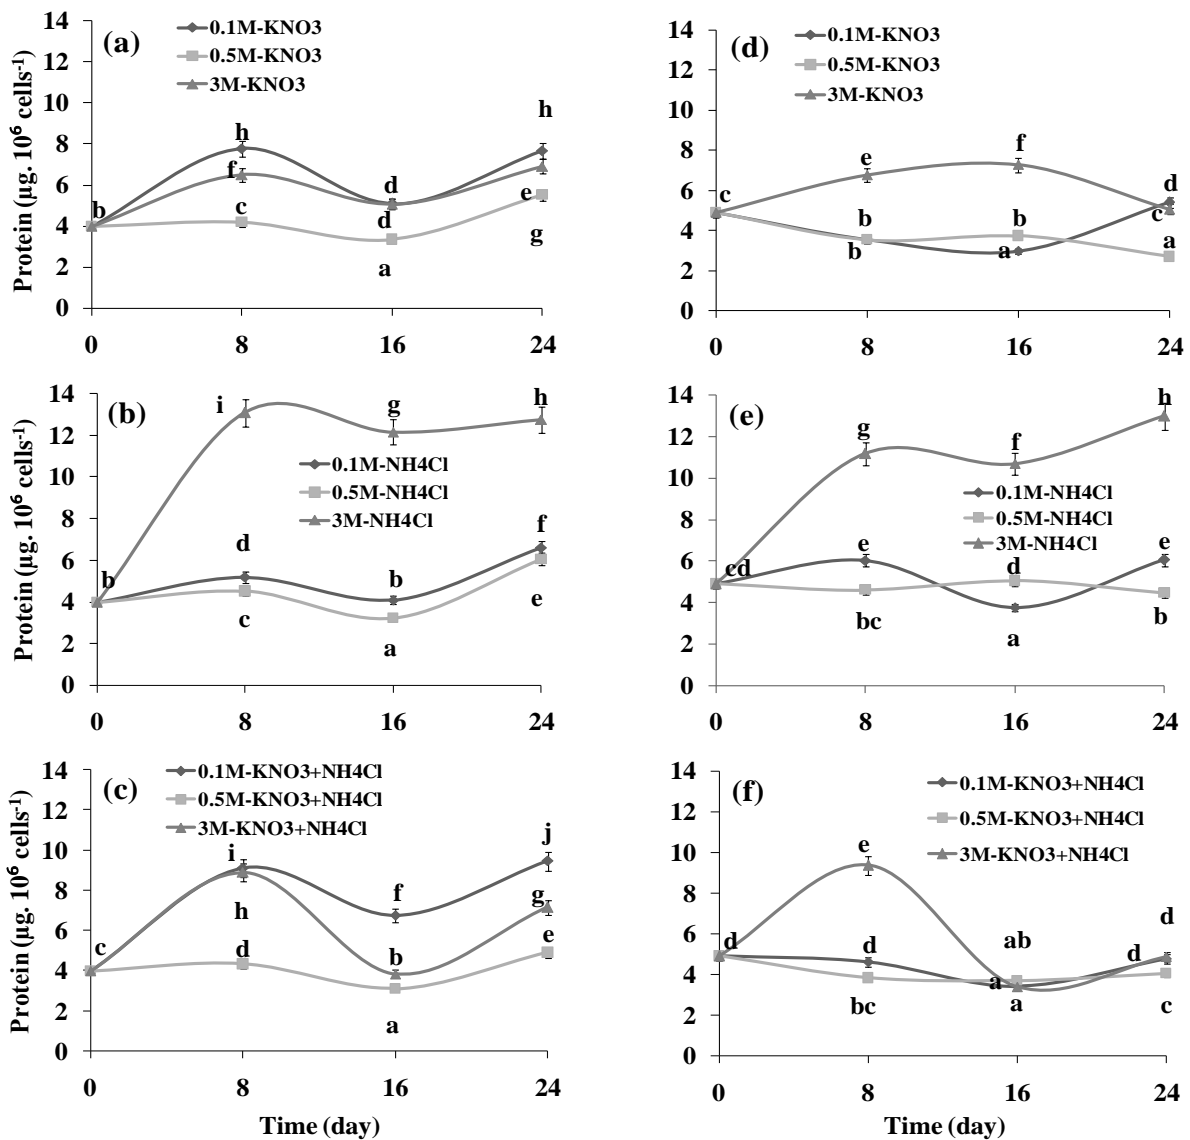 (a)
0.1M-KNO3
0.5M-KNO3
3M-KNO3
Protein (µg. 10⁶ cells⁻¹)
14
12
10
8
6
4
2
0
b
h
f
c
d
d
a
h
e
g
0 8 16 24
(d)
0.1M-KNO3
0.5M-KNO3
3M-KNO3
14
12
10
8
6
4
2
0
c
e
b
b
f
b
a
d
c
a
0 8 16 24
(b)
0.1M-NH4Cl
0.5M-NH4Cl
3M-NH4Cl
Protein (µg. 10⁶ cells⁻¹)
14
12
10
8
6
4
2
0
b
i
d
c
g
b
a
h
f
e
0 8 16 24
(e)
0.1M-NH4Cl
0.5M-NH4Cl
3M-NH4Cl
14
12
10
8
6
4
2
0
cd
g
e
bc
f
d
a
h
e
b
0 8 16 24
(c)
0.1M-KNO3+NH4Cl
0.5M-KNO3+NH4Cl
3M-KNO3+NH4Cl
Protein (µg. 10⁶ cells⁻¹)
14
12
10
8
6
4
2
0
c
i
h
d
f
b
a
j
g
e
0 8 16 24
Time (day)
(f)
0.1M-KNO3+NH4Cl
0.5M-KNO3+NH4Cl
3M-KNO3+NH4Cl
14
12
10
8
6
4
2
0
d
e
d
bc
ab
a
a
d
d
c
0 8 16 24
Time (day)